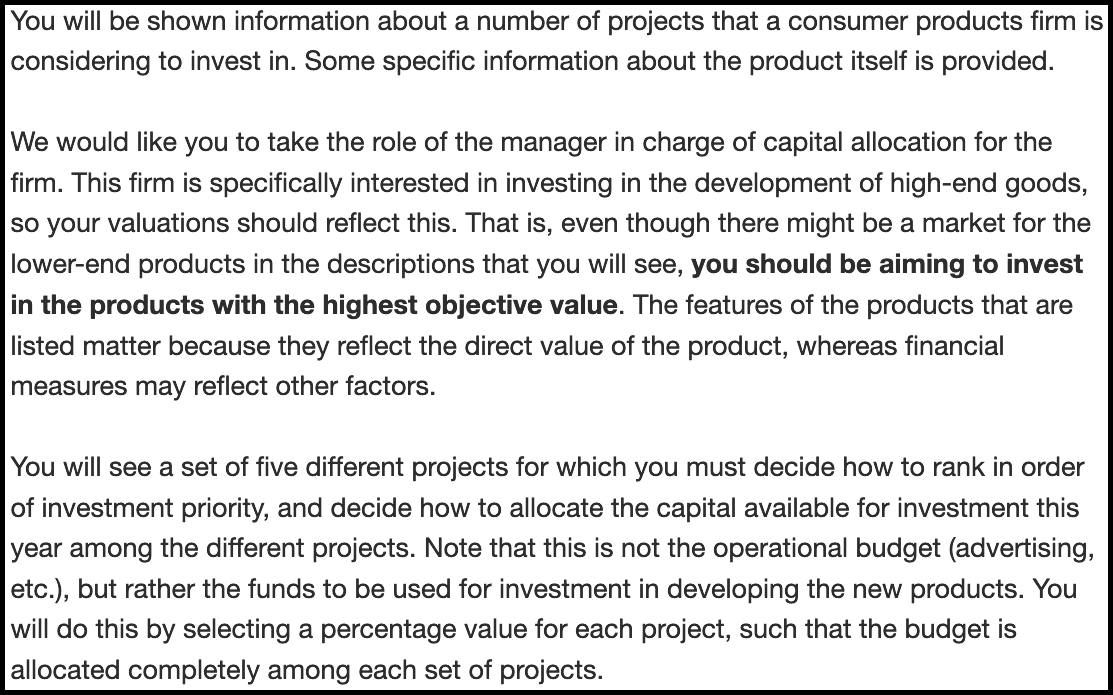 You will be shown information about a number of projects that a consumer products firm is
considering to invest in. Some specific information about the product itself is provided.
We would like you to take the role of the manager in charge of capital allocation for the
firm. This firm is specifically interested in investing in the development of high-end goods,
so your valuations should reflect this. That is, even though there might be a market for the
lower-end products in the descriptions that you will see, you should be aiming to invest
in the products with the highest objective value. The features of the products that are
listed matter because they reflect the direct value of the product, whereas financial
measures may reflect other factors.
You will see a set of five different projects for which you must decide how to rank in order
of investment priority, and decide how to allocate the capital available for investment this
year among the different projects. Note that this is not the operational budget (advertising,
etc.), but rather the funds to be used for investment in developing the new products. You
will do this by selecting a percentage value for each project, such that the budget is
allocated completely among each set of projects.